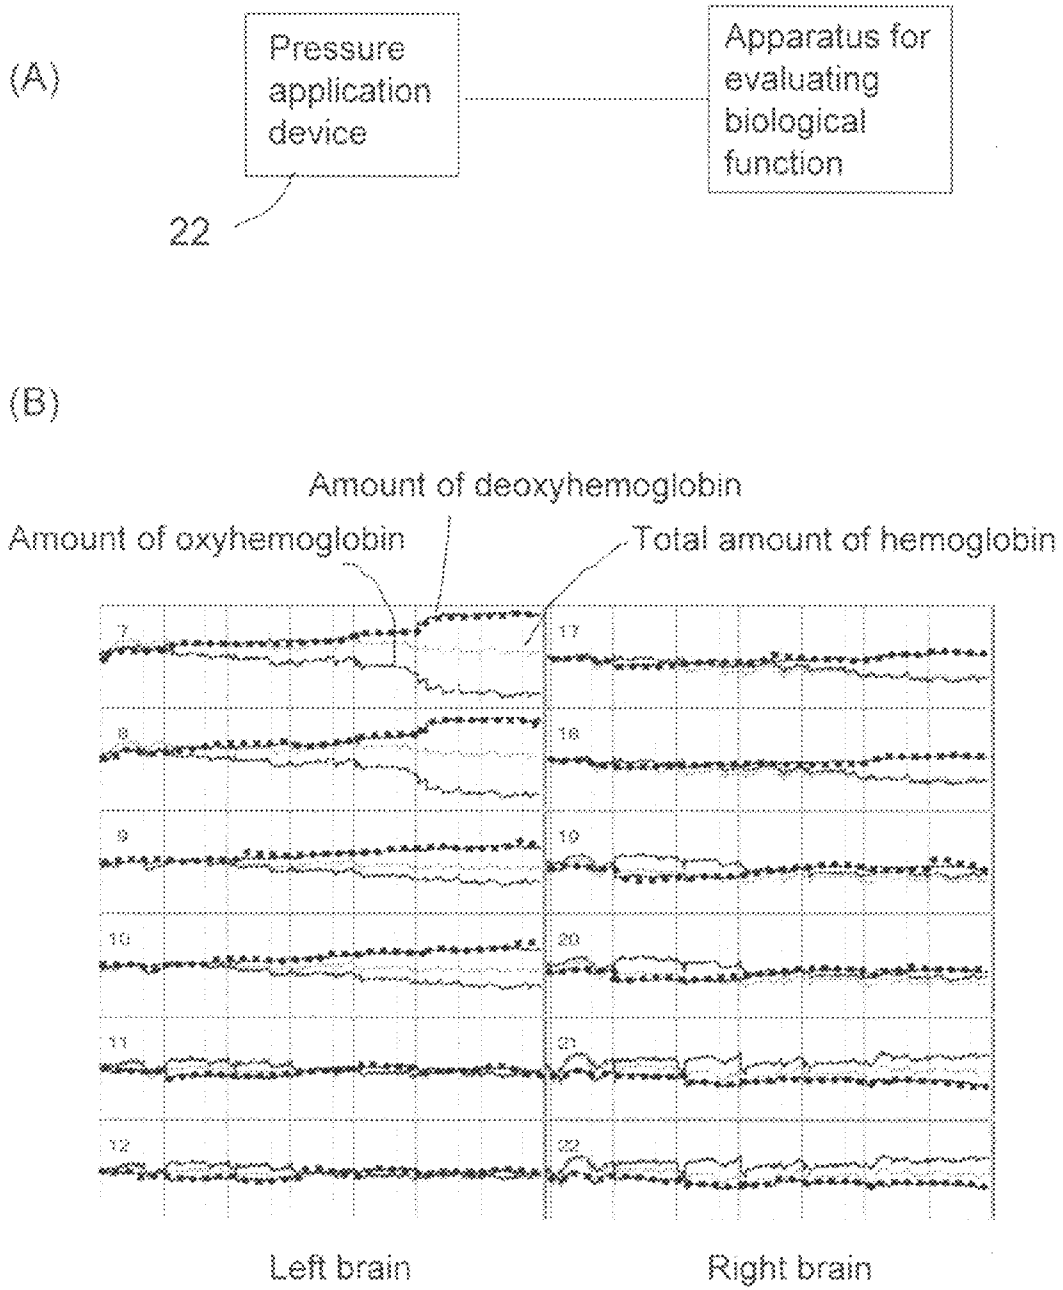 (A)
Pressure
application
device
22
Apparatus for
evaluating
biological
function
(B)
Amount of deoxyhemoglobin
Amount of oxyhemoglobin
Total amount of hemoglobin
7
17
8
18
9
19
10
20
11
21
12
22
Left brain
Right brain